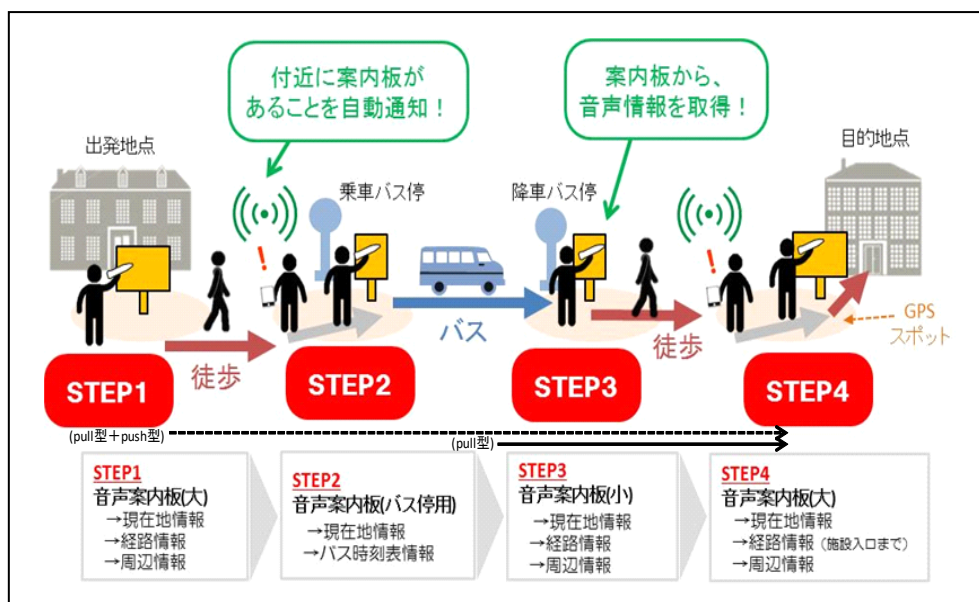 付近に案内板が
あることを自動通知！
案内板から、
音声情報を取得！
出発地点
乗車バス停
降車バス停
目的地点
!
!
GPS
スポット
徒歩
バス
徒歩
STEP1
STEP2
STEP3
STEP4
(pull型＋push型)
(pull型)
STEP1
音声案内板(大)
→現在地情報
→経路情報
→周辺情報
STEP2
音声案内板(バス停用)
→現在地情報
→バス時刻表情報
STEP3
音声案内板(小)
→現在地情報
→経路情報
→周辺情報
STEP4
音声案内板(大)
→現在地情報
→経路情報（施設入口まで）
→周辺情報